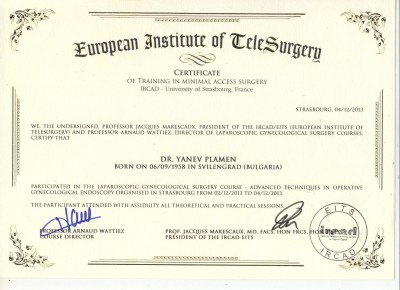 European Institute of TeleSurgery
CERTIFICATE
OF TRAINING IN MINIMAL ACCESS SURGERY
IRCAD - University of Strasbourg, France
STRASBOURG, 04/12/2013
WE, THE UNDERSIGNED, PROFESSOR JACQUES MARESCAUX, PRESIDENT OF THE IRCAD/EITS (EUROPEAN INSTITUTE OF
TELESURGERY) AND PROFESSOR ARNAUD WATTIEZ, DIRECTOR OF LAPAROSCOPIC GYNECOLOGICAL SURGERY COURSES,
CERTIFY THAT
DR. YANEV PLAMEN
BORN ON 06/09/1958 IN SVILENGRAD (BULGARIA)
PARTICIPATED IN THE LAPAROSCOPIC GYNECOLOGICAL SURGERY COURSE - ADVANCED TECHNIQUES IN OPERATIVE
GYNECOLOGICAL ENDOSCOPY ORGANISED IN STRASBOURG FROM 02/12/2013 TO 04/12/2013.
THE PARTICIPANT ATTENDED WITH ASSIDUITY ALL THEORETICAL AND PRACTICAL SESSIONS.
PROFESSOR ARNAUD WATTIEZ
COURSE DIRECTOR
PROF. JACQUES MARESCAUX, MD, FACS, HON FRCS, HON
PRESIDENT OF THE IRCAD-EITS
EITS
ircad
IRCAD